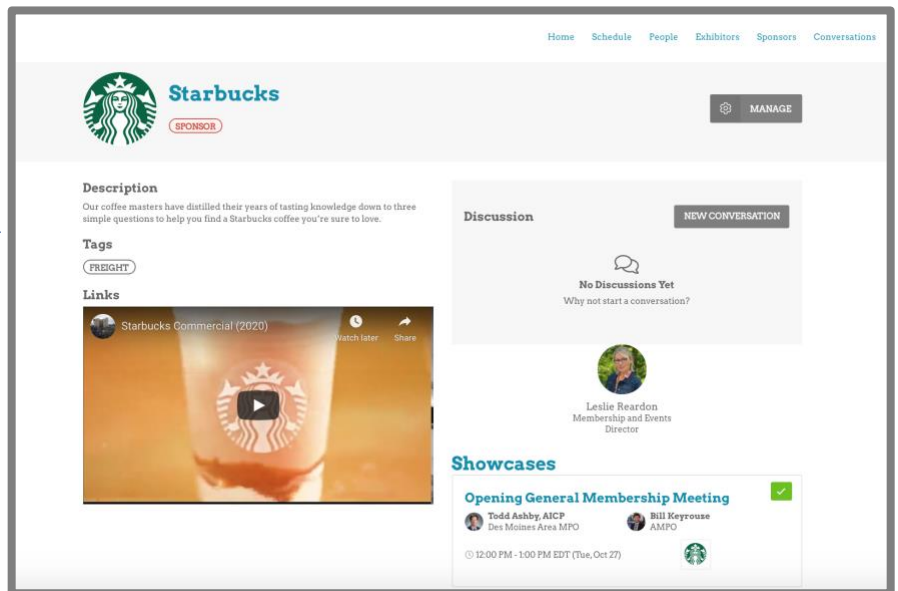 Home Schedule People Exhibitors Sponsors Conversations
Starbucks
SPONSOR
MANAGE
Description
Our coffee masters have distilled their years of tasting knowledge down to three
simple questions to help you find a Starbucks coffee you're sure to love.
Tags
FREIGHT
Links
Starbucks Commercial (2020)
Watch later Share
Discussion
NEW CONVERSATION
No Discussions Yet
Why not start a conversation?
Leslie Reardon
Membership and Events
Director
Showcases
Opening General Membership Meeting
Todd Ashby, AICP
Des Moines Area MPO
Bill Keyrouze
AMPO
12:00 PM - 1:00 PM EDT (Tue, Oct 27)